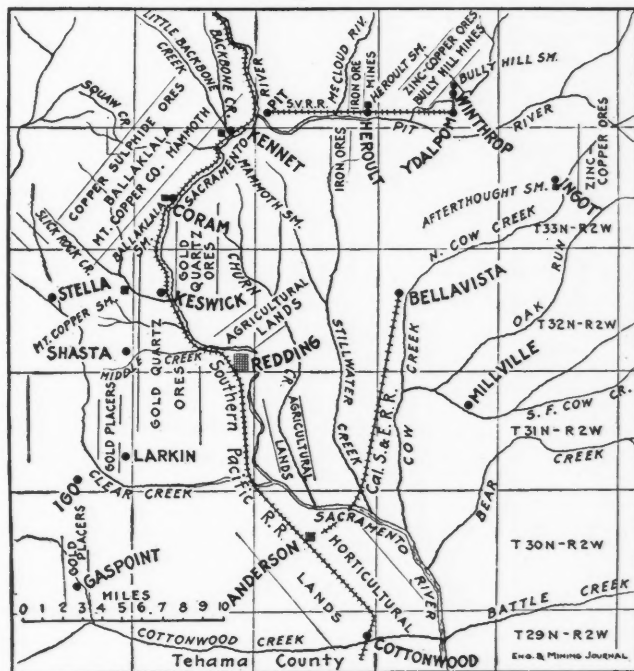 LITTLE BACKBONE
CREEK
BACKBONE CR.
RIVER
McCLOUD RIV.
IRON ORE
MINES
HEROULT SM.
ZINC-COPPER ORES
BULLY HILL MINES
BULLY HILL SM.
SQUAW CR.
PIT
S.V.R.R.
WINTHROP
COPPER SULPHIDE ORES
BALAKLALA
MT. COPPER CO. MAMMOTH
KENNET
SACRAMENTO
MAMMOTH SM.
IRON ORES
HEROULT
PIT
RIVER
YDALPOM
ZINC-
COPPER ORES
AFTERTHOUGHT SM.
INGOT
BALAKLALA
SM.
CORAM
SLICK ROCK CR.
GOLD
QUARTZ
ORES
CHURN
N. COW CREEK
T33N-R2W
RUN
STELLA
KESWICK
AGRICULTURAL
LANDS
BELLAVISTA
MT. COPPER SM.
STILLWATER
CREEK
OAK
T32N-R2W
SHASTA
MIDDLE CREEK
REDDING
CR.
CREEK
MILLVILLE
GOLD PLACERS
GOLD QUARTZ
ORES
Southern Pacific
R.R.
AGRICULTURAL
LANDS
Cal. S. & E. R.R.
COW
S. F. COW CR.
T31N-R2W
LARKIN
CREEK
IGO
CLEAR CREEK
BEAR
SACRAMENTO
RIVER
GOLD
PLACERS
GASPOINT
ANDERSON
HORTICULTURAL
LANDS
T30N-R2W
MILES
0 1 2 3 4 5 6 7 8 9 10
BATTLE CREEK
COTTONWOOD CREEK
COTTONWOOD
T29N-R2W
Tehama County
ENG. & MINING JOURNAL